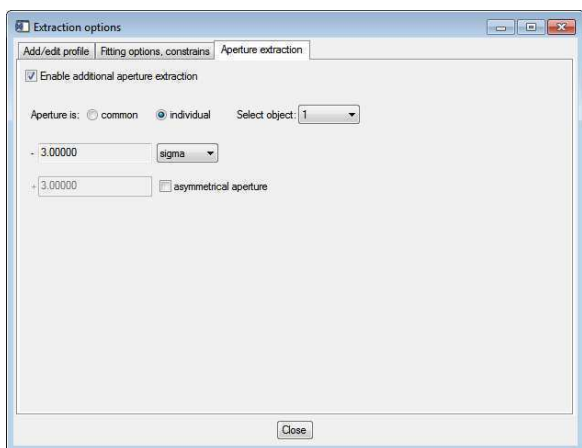 Extraction options
Add/edit profile Fitting options, constrains Aperture extraction
Enable additional aperture extraction
Aperture is: common individual Select object: 1
- 3.00000 sigma
+ 3.00000 asymmetrical aperture
Close